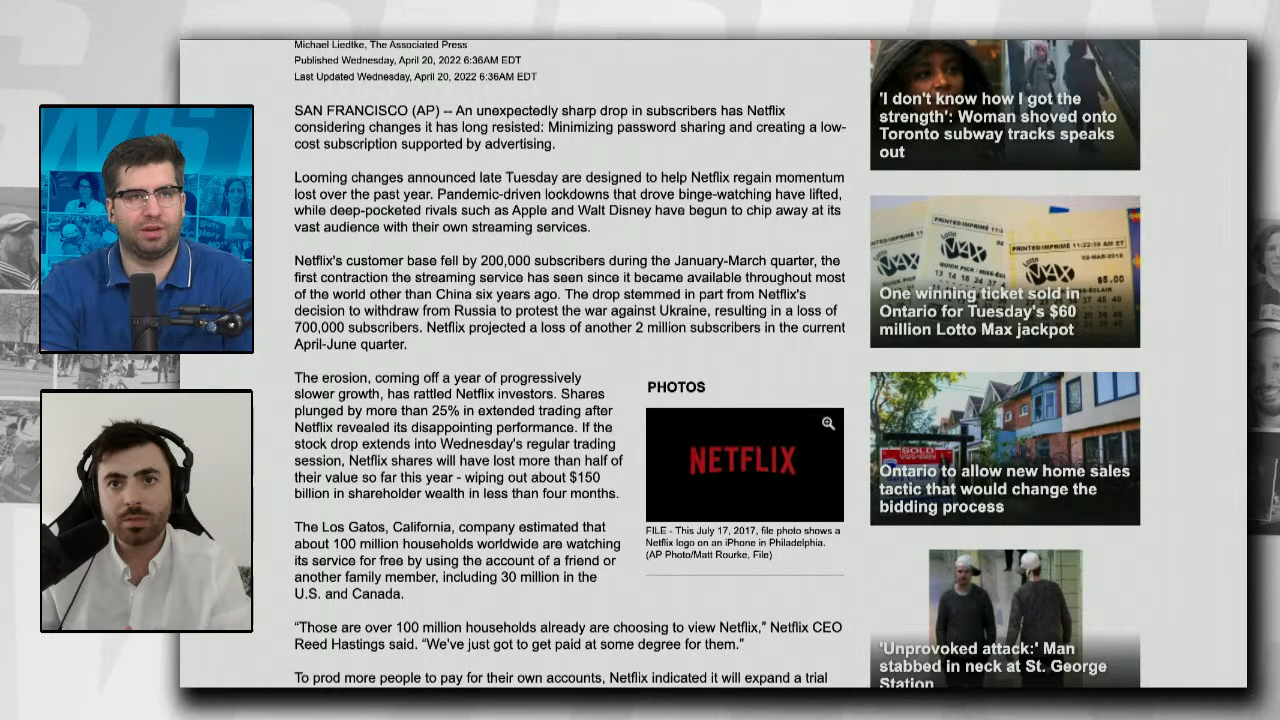 Michael Liedtke, The Associated Press
Published Wednesday, April 20, 2022 6:36AM EDT
Last Updated Wednesday, April 20, 2022 6:36AM EDT
SAN FRANCISCO (AP) -- An unexpectedly sharp drop in subscribers has Netflix
considering changes it has long resisted: Minimizing password sharing and creating a low-
cost subscription supported by advertising.
Looming changes announced late Tuesday are designed to help Netflix regain momentum
lost over the past year. Pandemic-driven lockdowns that drove binge-watching have lifted,
while deep-pocketed rivals such as Apple and Walt Disney have begun to chip away at its
vast audience with their own streaming services.
Netflix's customer base fell by 200,000 subscribers during the January-March quarter, the
first contraction the streaming service has seen since it became available throughout most
of the world other than China six years ago. The drop stemmed in part from Netflix's
decision to withdraw from Russia to protest the war against Ukraine, resulting in a loss of
700,000 subscribers. Netflix projected a loss of another 2 million subscribers in the current
April-June quarter.
The erosion, coming off a year of progressively
slower growth, has rattled Netflix investors. Shares
plunged by more than 25% in extended trading after
Netflix revealed its disappointing performance. If the
stock drop extends into Wednesday's regular trading
session, Netflix shares will have lost more than half of
their value so far this year - wiping out about $150
billion in shareholder wealth in less than four months.
The Los Gatos, California, company estimated that
about 100 million households worldwide are watching
its service for free by using the account of a friend or
another family member, including 30 million in the
U.S. and Canada.
“Those are over 100 million households already are choosing to view Netflix,” Netflix CEO
Reed Hastings said. “We've just got to get paid at some degree for them.”
To prod more people to pay for their own accounts, Netflix indicated it will expand a trial
PHOTOS
NETFLIX
FILE - This July 17, 2017, file photo shows a
Netflix logo on an iPhone in Philadelphia.
(AP Photo/Matt Rourke, File)
'I don't know how I got the
strength': Woman shoved onto
Toronto subway tracks speaks
out
PRINTED/IMPRIMÉ
PRINTED/IMPRIMÉ 11:22:39 AM ET
Lotto
MAX
QUICK PICK
$5.00
One winning ticket sold in
Ontario for Tuesday's $60
million Lotto Max jackpot
SOLD
Ontario to allow new home sales
tactic that would change the
bidding process
'Unprovoked attack:' Man
stabbed in neck at St. George
Station